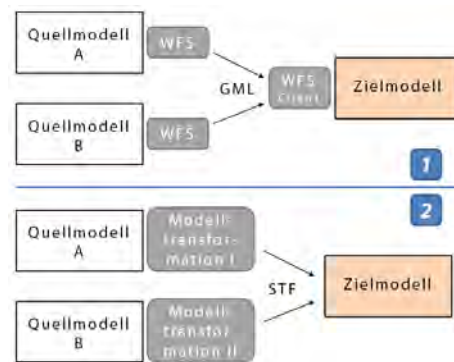 Quellmodell
A
WFS
GML
WFS
Client
Zielmodell
Quellmodell
B
WFS
1
2
Quellmodell
A
Modell-
transfor-
mation I
STF
Zielmodell
Quellmodell
B
Modell-
transfor
mation II